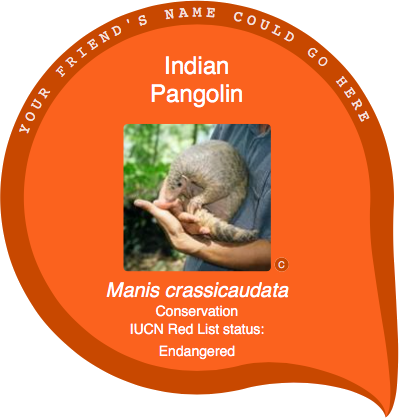 YOUR FRIEND'S NAME COULD GO HERE
Indian
Pangolin
C
Manis crassicaudata
Conservation
IUCN Red List status:
Endangered